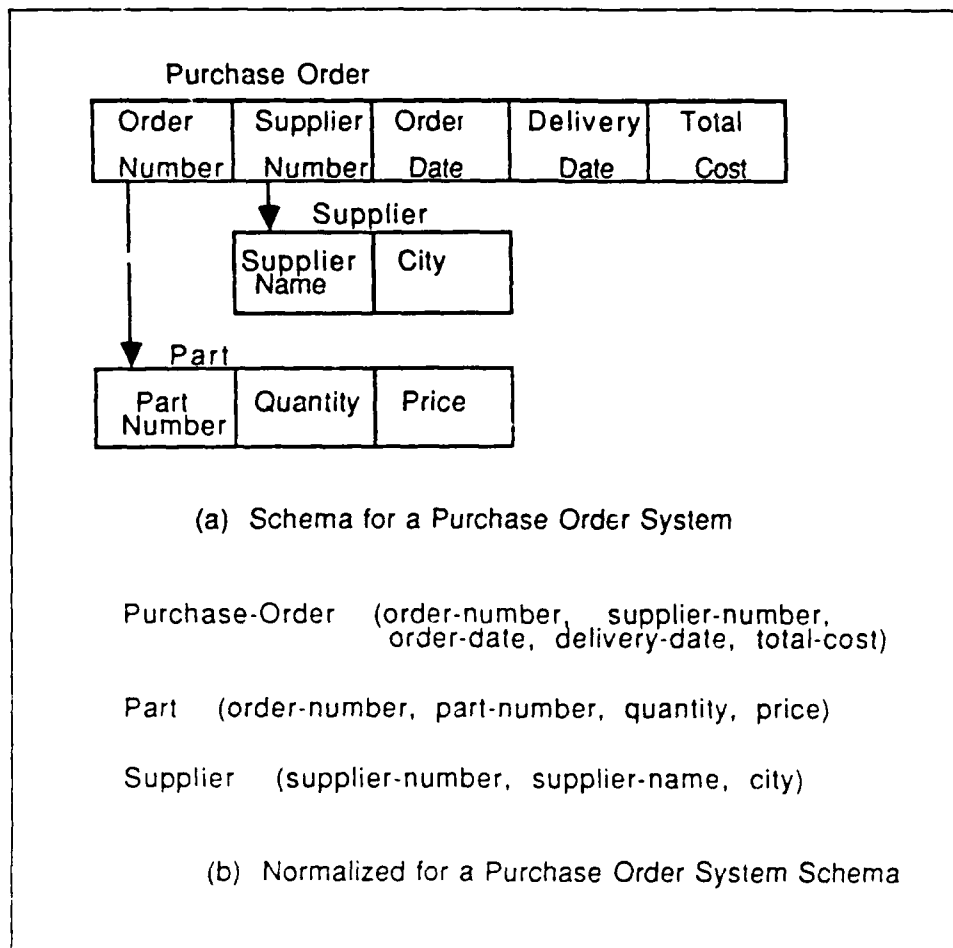 Purchase Order
Order Supplier Order Delivery Total
Number Number Date Date Cost
Supplier
Supplier City
Name
Part
Part Quantity Price
Number
(a) Schema for a Purchase Order System
Purchase-Order (order-number, supplier-number,
order-date, delivery-date, total-cost)
Part (order-number, part-number, quantity, price)
Supplier (supplier-number, supplier-name, city)
(b) Normalized for a Purchase Order System Schema